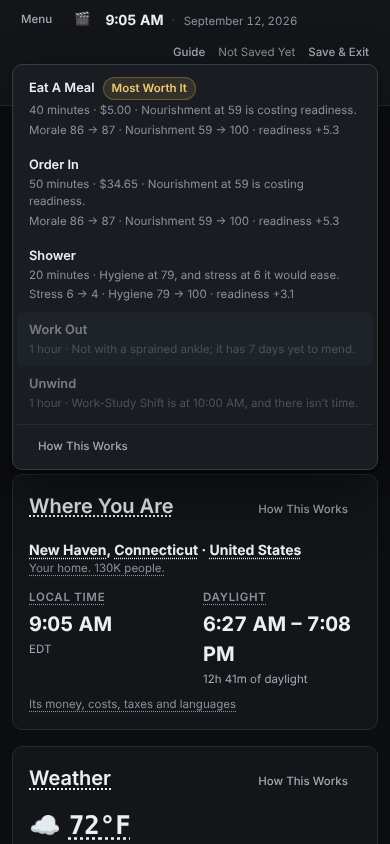 Menu 🎬 9:05 AM · September 12, 2026
Guide Not Saved Yet Save & Exit
Eat A Meal Most Worth It
40 minutes · $5.00 · Nourishment at 59 is costing readiness.
Morale 86 → 87 · Nourishment 59 → 100 · readiness +5.3
Order In
50 minutes · $34.65 · Nourishment at 59 is costing
readiness.
Morale 86 → 87 · Nourishment 59 → 100 · readiness +5.3
Shower
20 minutes · Hygiene at 79, and stress at 6 it would ease.
Stress 6 → 4 · Hygiene 79 → 100 · readiness +3.1
Work Out
1 hour · Not with a sprained ankle; it has 7 days yet to mend.
Unwind
1 hour · Work-Study Shift is at 10:00 AM, and there isn't time.
How This Works
Where You Are How This Works
New Haven, Connecticut · United States
Your home. 130K people.
LOCAL TIME DAYLIGHT
9:05 AM 6:27 AM – 7:08
PM
EDT
12h 41m of daylight
Its money, costs, taxes and languages
Weather How This Works
☁️ 72°F